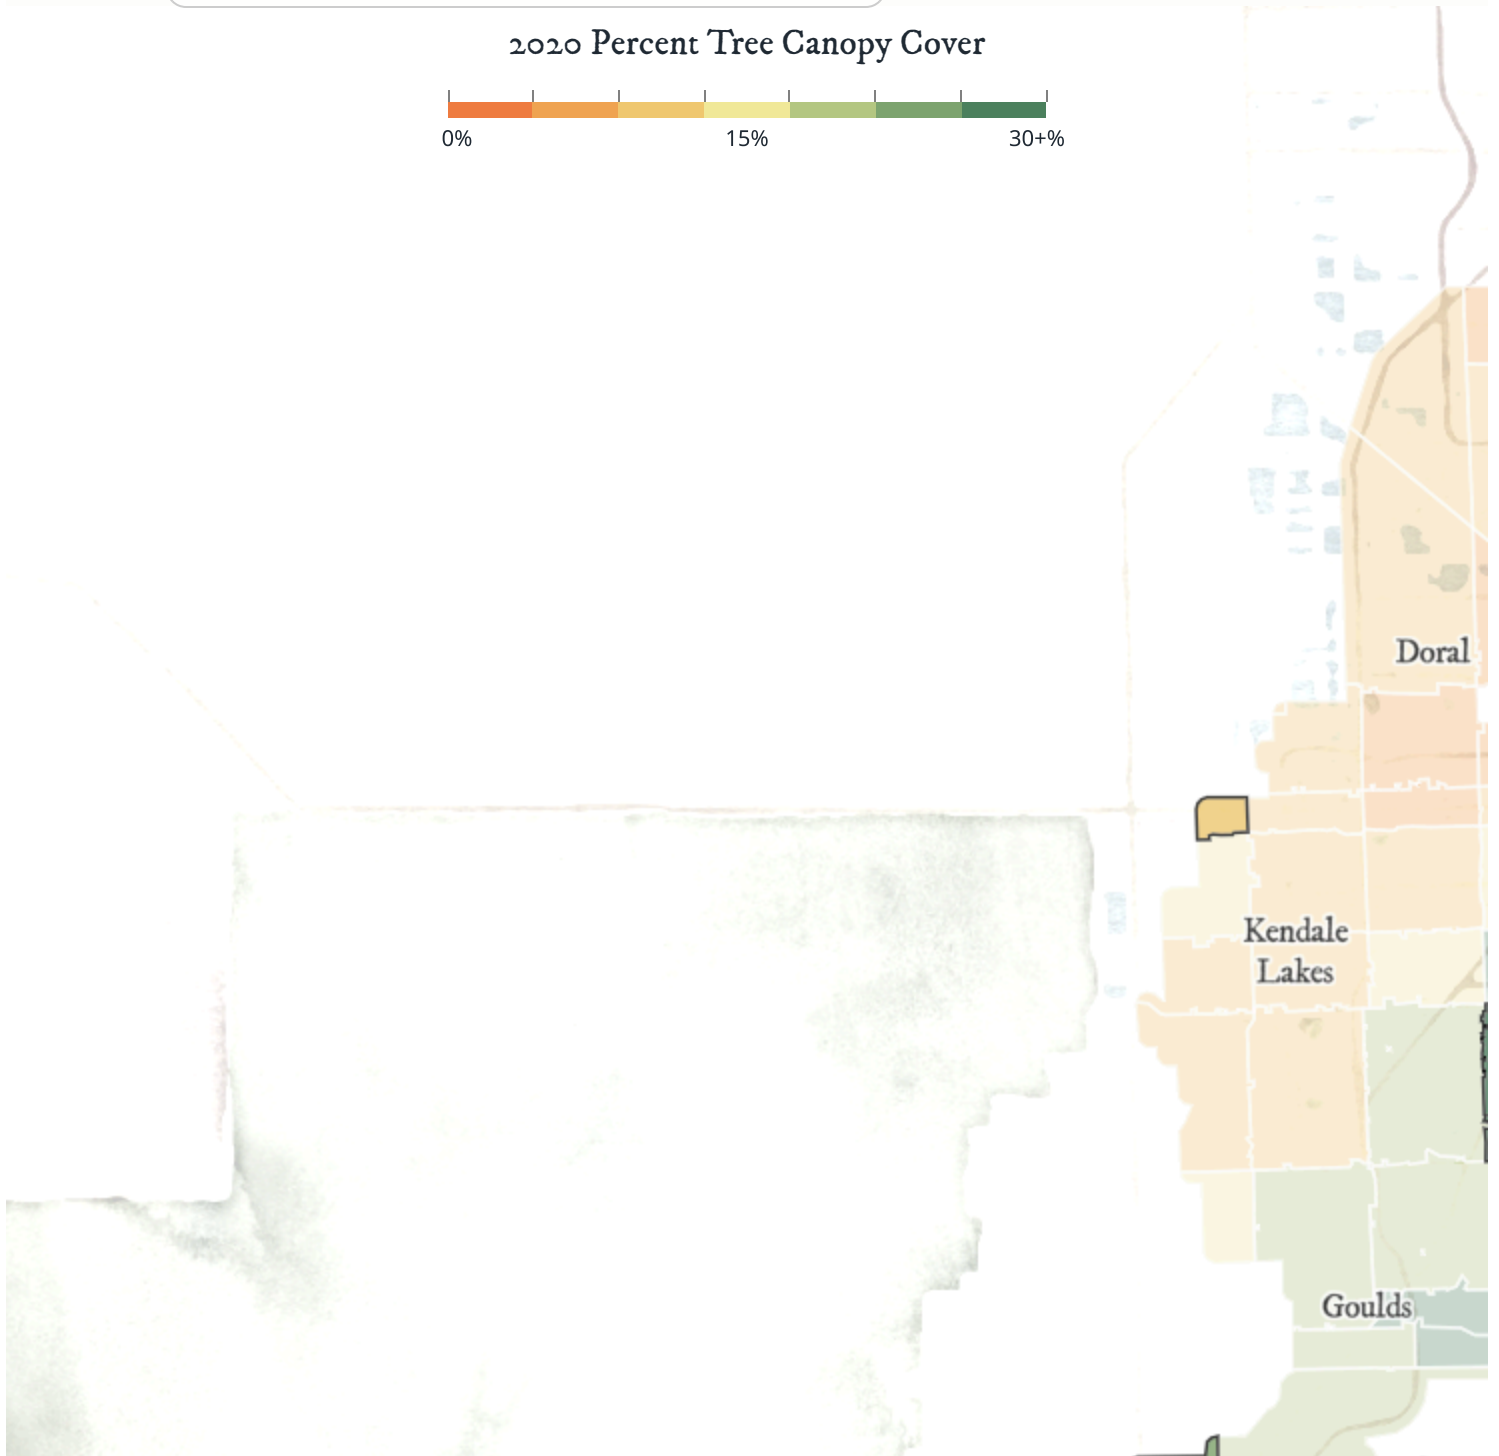 2020 Percent Tree Canopy Cover
0% 15% 30+%
Doral
Kendale
Lakes
Goulds